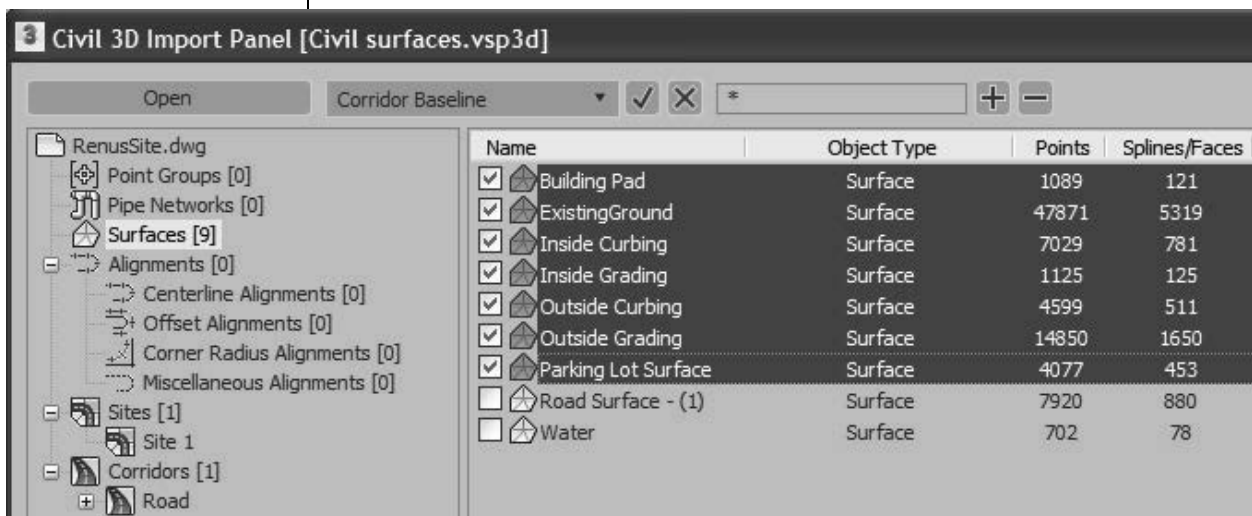 Civil 3D Import Panel [Civil surfaces.vsp3d]
Open Corridor Baseline *
RenusSite.dwg
Point Groups [0]
Pipe Networks [0]
Surfaces [9]
Alignments [0]
Centerline Alignments [0]
Offset Alignments [0]
Corner Radius Alignments [0]
Miscellaneous Alignments [0]
Sites [1]
Site 1
Corridors [1]
Road
Name Object Type Points Splines/Faces
Building Pad Surface 1089 121
ExistingGround Surface 47871 5319
Inside Curbing Surface 7029 781
Inside Grading Surface 1125 125
Outside Curbing Surface 4599 511
Outside Grading Surface 14850 1650
Parking Lot Surface Surface 4077 453
Road Surface - (1) Surface 7920 880
Water Surface 702 78